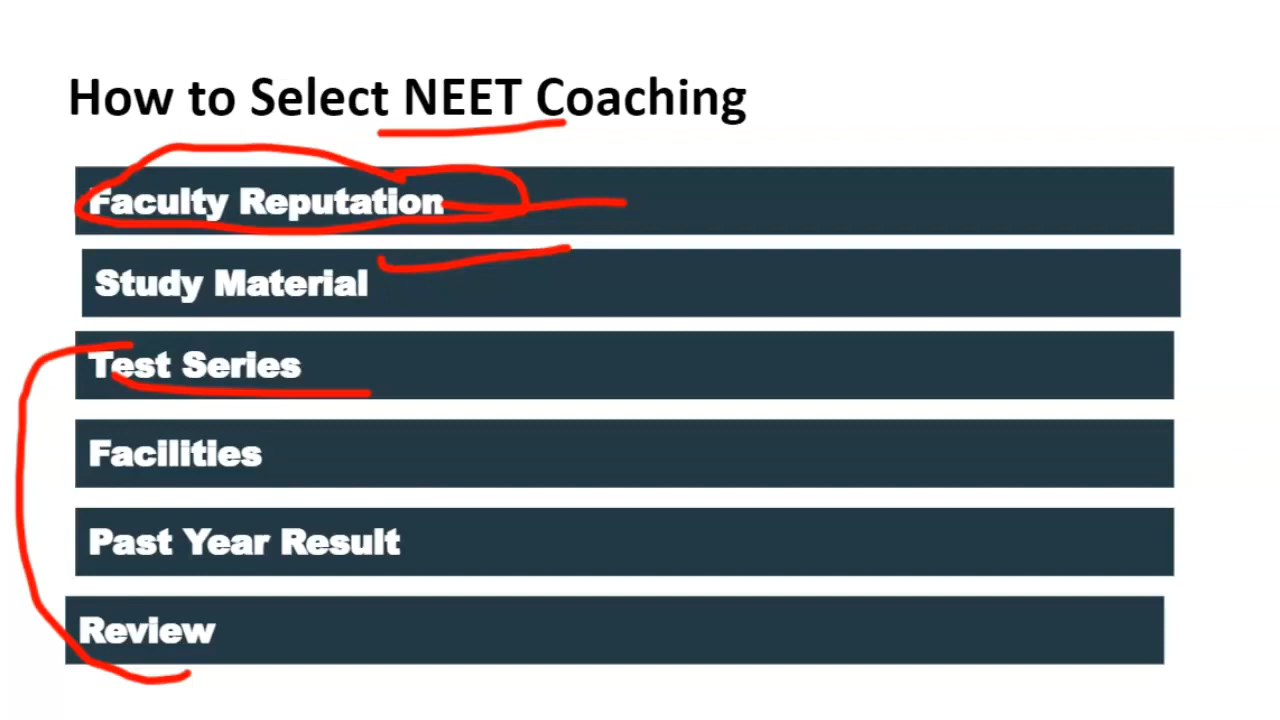 How to Select NEET Coaching
Faculty Reputation
Study Material
Test Series
Facilities
Past Year Result
Review